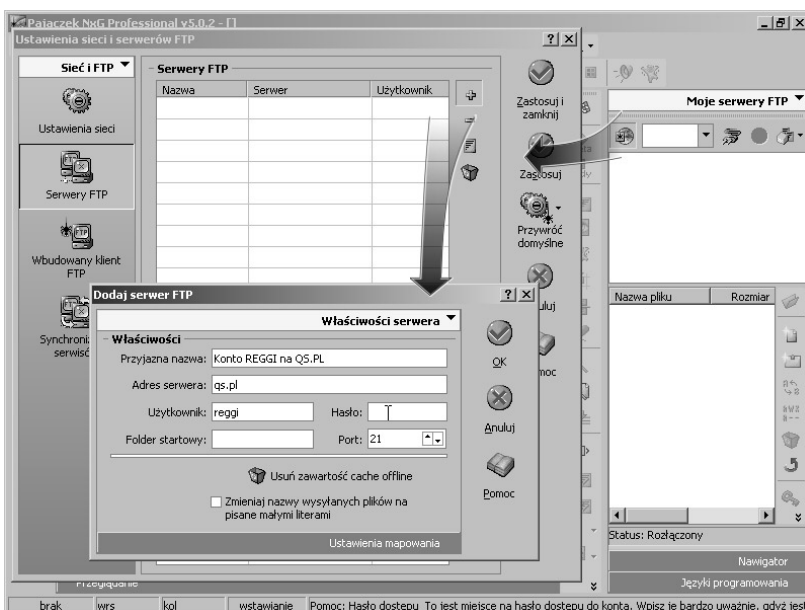 Pajączek NxG Professional v5.0.2 - []
Ustawienia sieci i serwerów FTP
Sieć i FTP
Ustawienia sieci
Serwery FTP
Wbudowany klient
FTP
Synchroni
serwisó
Serwery FTP
Nazwa Serwer Użytkownik
Zastosuj i
zamknij
Zastosuj
Przywróć
domyślne
uluj
moc
Moje serwery FTP
Nazwa pliku Rozmiar
Status: Rozłączony
Nawigator
Języki programowania
Dodaj serwer FTP
Właściwości serwera
Właściwości
Przyjazna nazwa: Konto REGGI na QS.PL
Adres serwera: qs.pl
Użytkownik: reggi Hasło:
Folder startowy: Port: 21
Usuń zawartość cache offline
Zmieniaj nazwy wysyłanych plików na
pisane małymi literami
Ustawienia mapowania
OK
Anuluj
Pomoc
Przeglądanie
brak wrs kol wstawianie Pomoc: Hasło dostępu To jest miejsce na hasło dostępu do konta. Wpisz je bardzo uważnie, gdyż jes